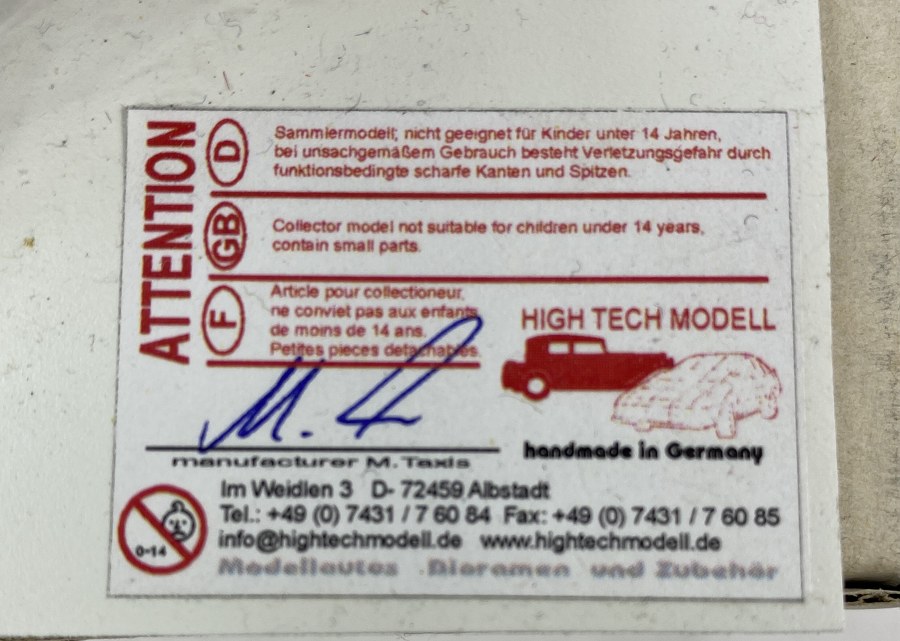 ATTENTION
D
Sammlermodell; nicht geeignet für Kinder unter 14 Jahren,
bei unsachgemäßem Gebrauch besteht Verletzungsgefahr durch
funktionsbedingte scharfe Kanten und Spitzen.
GB
Collector model not suitable for children under 14 years,
contain small parts.
F
Article pour collectioneur,
ne conviet pas aux enfants
de moins de 14 ans.
Petites pieces detachables.
HIGH TECH MODELL
handmade in Germany
manufacturer M. Taxis
0-14
Im Weidlen 3 D- 72459 Albstadt
Tel.: +49 (0) 7431 / 7 60 84 Fax: +49 (0) 7431 / 7 60 85
info@hightechmodell.de www.hightechmodell.de
Modellautos Dioramen und Zubehör